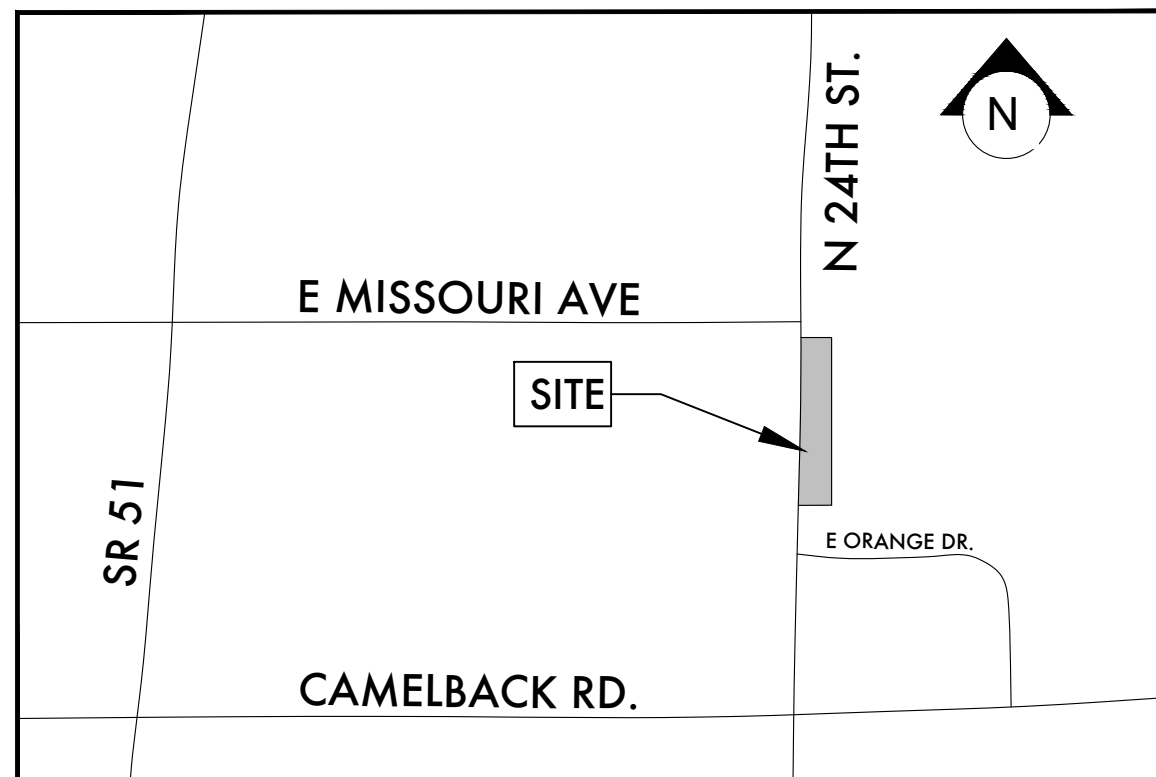 N 24TH ST.
N
E MISSOURI AVE
SITE
SR 51
E ORANGE DR.
CAMELBACK RD.